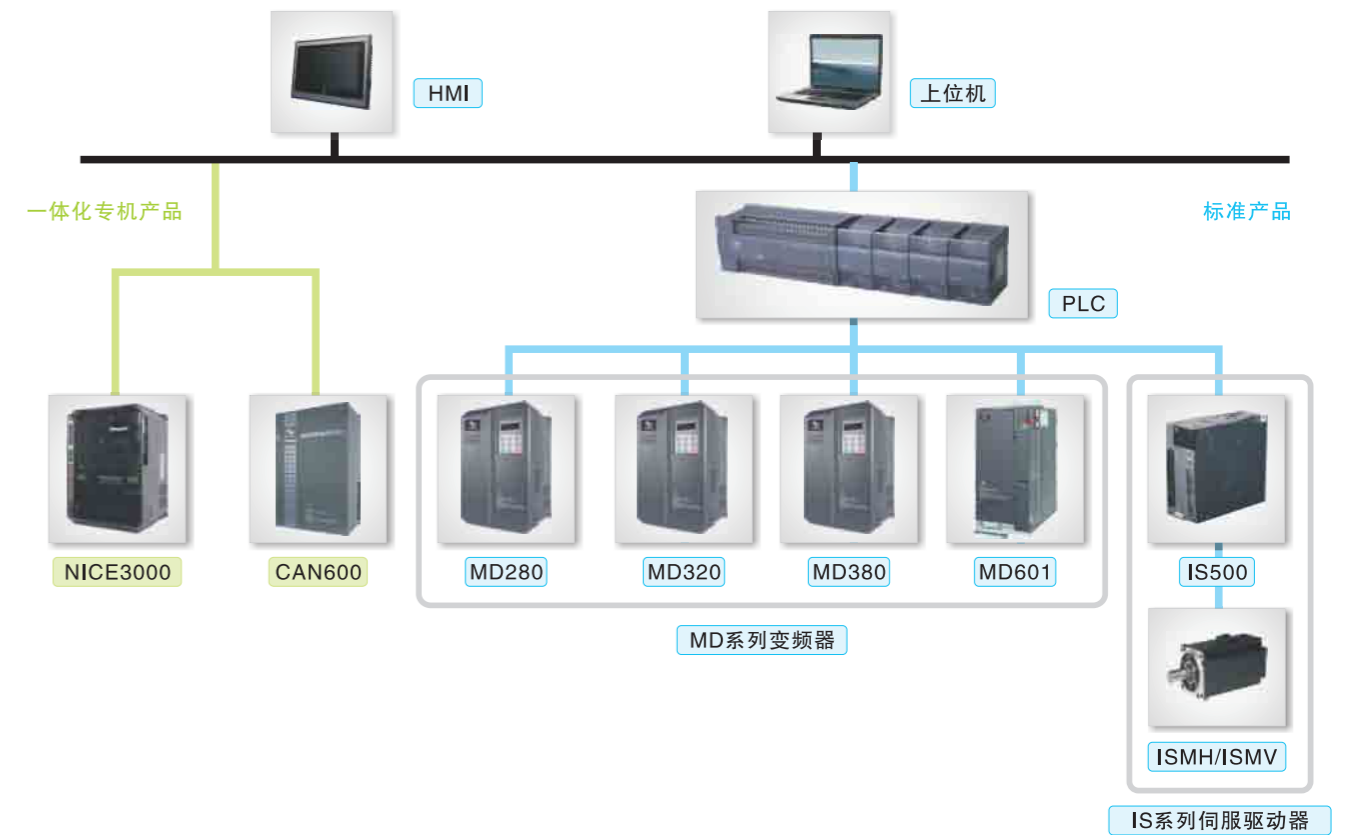 HMI
上位机
一体化专机产品
标准产品
PLC
NICE3000
CAN600
MD280
MD320
MD380
MD601
IS500
MD系列变频器
ISMH/ISMV
IS系列伺服驱动器